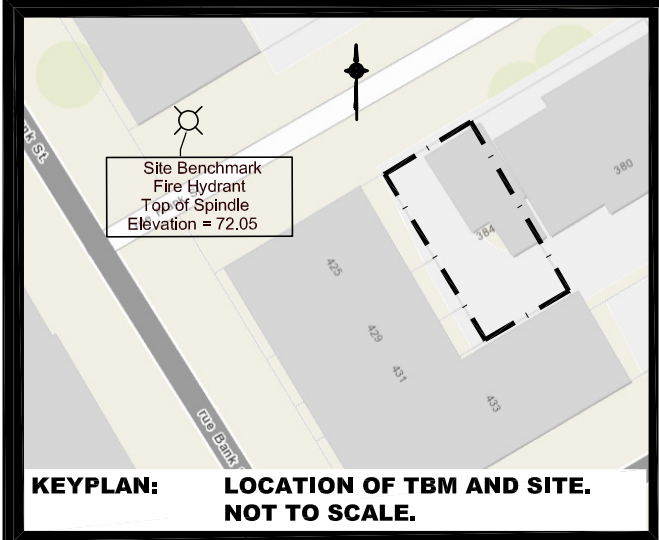 nk St.
Site Benchmark
Fire Hydrant
Top of Spindle
Elevation = 72.05
380
384
425
429
431
433
rue Bank
KEYPLAN: LOCATION OF TBM AND SITE.
NOT TO SCALE.